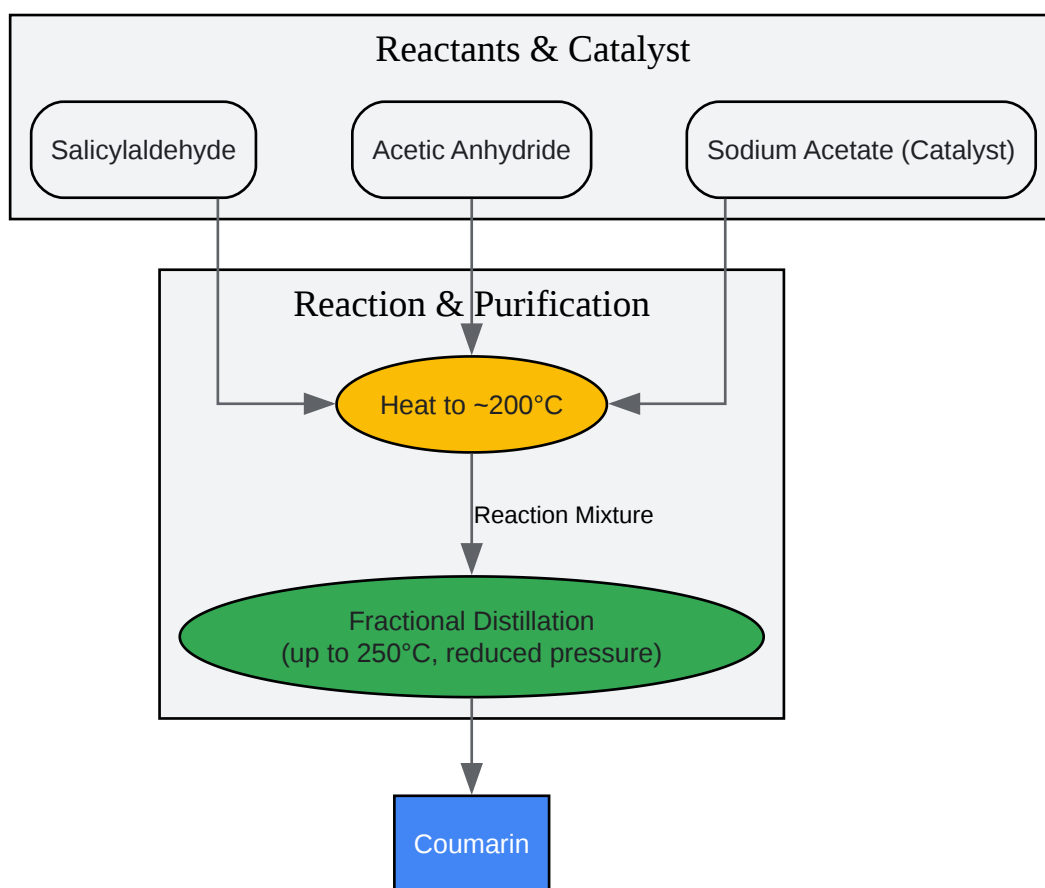 Reactants & Catalyst
Salicylaldehyde
Acetic Anhydride
Sodium Acetate (Catalyst)
Reaction & Purification
Heat to ~200°C
Reaction Mixture
Fractional Distillation
(up to 250°C, reduced pressure)
Coumarin